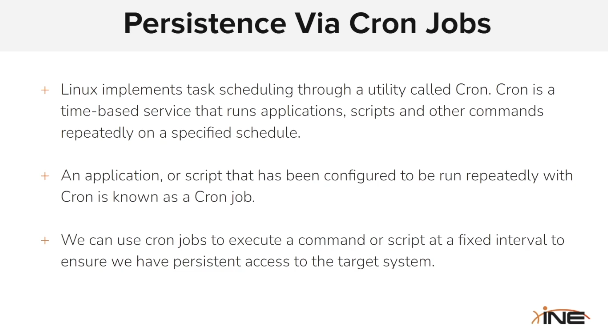 Persistence Via Cron Jobs
+ Linux implements task scheduling through a utility called Cron. Cron is a
time-based service that runs applications, scripts and other commands
repeatedly on a specified schedule.
+ An application, or script that has been configured to be run repeatedly with
Cron is known as a Cron job.
+ We can use cron jobs to execute a command or script at a fixed interval to
ensure we have persistent access to the target system.
INE